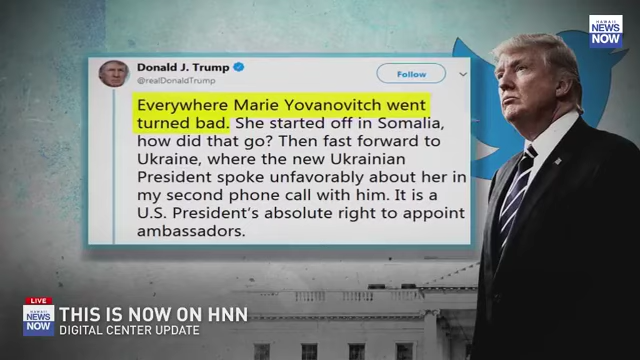 HAWAII
NEWS
NOW
Donald J. Trump
@realDonaldTrump
Follow
Everywhere Marie Yovanovitch went
turned bad. She started off in Somalia,
how did that go? Then fast forward to
Ukraine, where the new Ukrainian
President spoke unfavorably about her in
my second phone call with him. It is a
U.S. President's absolute right to appoint
ambassadors.
LIVE
HAWAII
NEWS
NOW
THIS IS NOW ON HNN
DIGITAL CENTER UPDATE